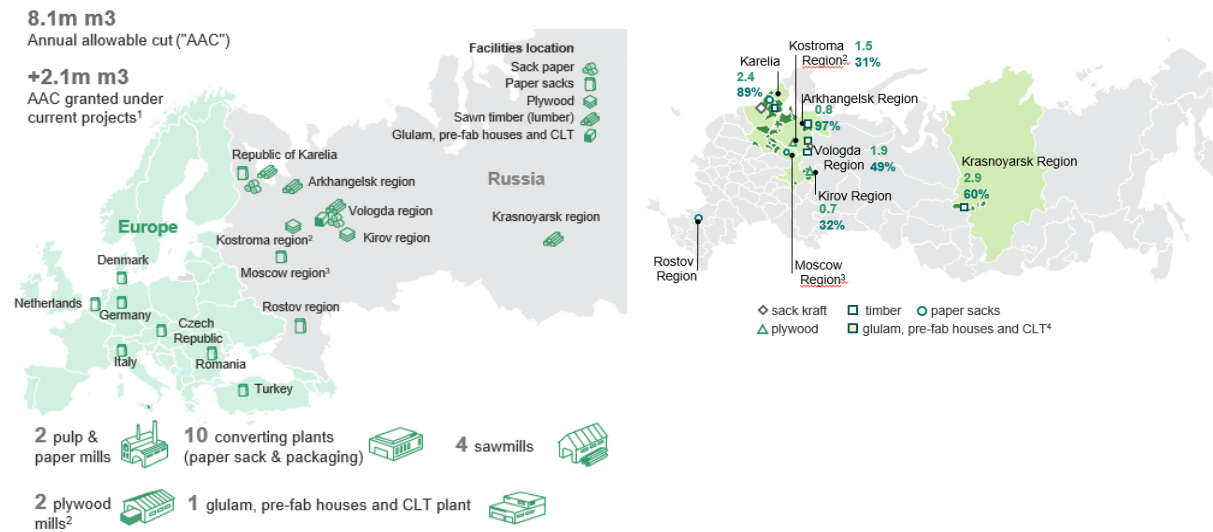 8.1m m3
Annual allowable cut ("AAC")
+2.1m m3
AAC granted under
current projects¹
Facilities location
Sack paper
Paper sacks
Plywood
Sawn timber (lumber)
Glulam, pre-fab houses and CLT
Republic of Karelia
Arkhangelsk region
Russia
Vologda region
Krasnoyarsk region
Europe
Kostroma region²
Kirov region
Denmark
Moscow region³
Netherlands
Germany
Rostov region
Czech
Republic
Italy
Romania
Turkey
2 pulp &
paper mills
10 converting plants
(paper sack & packaging)
4 sawmills
2 plywood
mills²
1 glulam, pre-fab houses and CLT plant
Kostroma
Region²
1.5
31%
Karelia
2.4
89%
Arkhangelsk Region
0.8
97%
Vologda
Region
1.9
49%
Krasnoyarsk Region
2.9
60%
Kirov Region
0.7
32%
Rostov
Region
Moscow
Region³
sack kraft
timber
paper sacks
plywood
glulam, pre-fab houses and CLT⁴